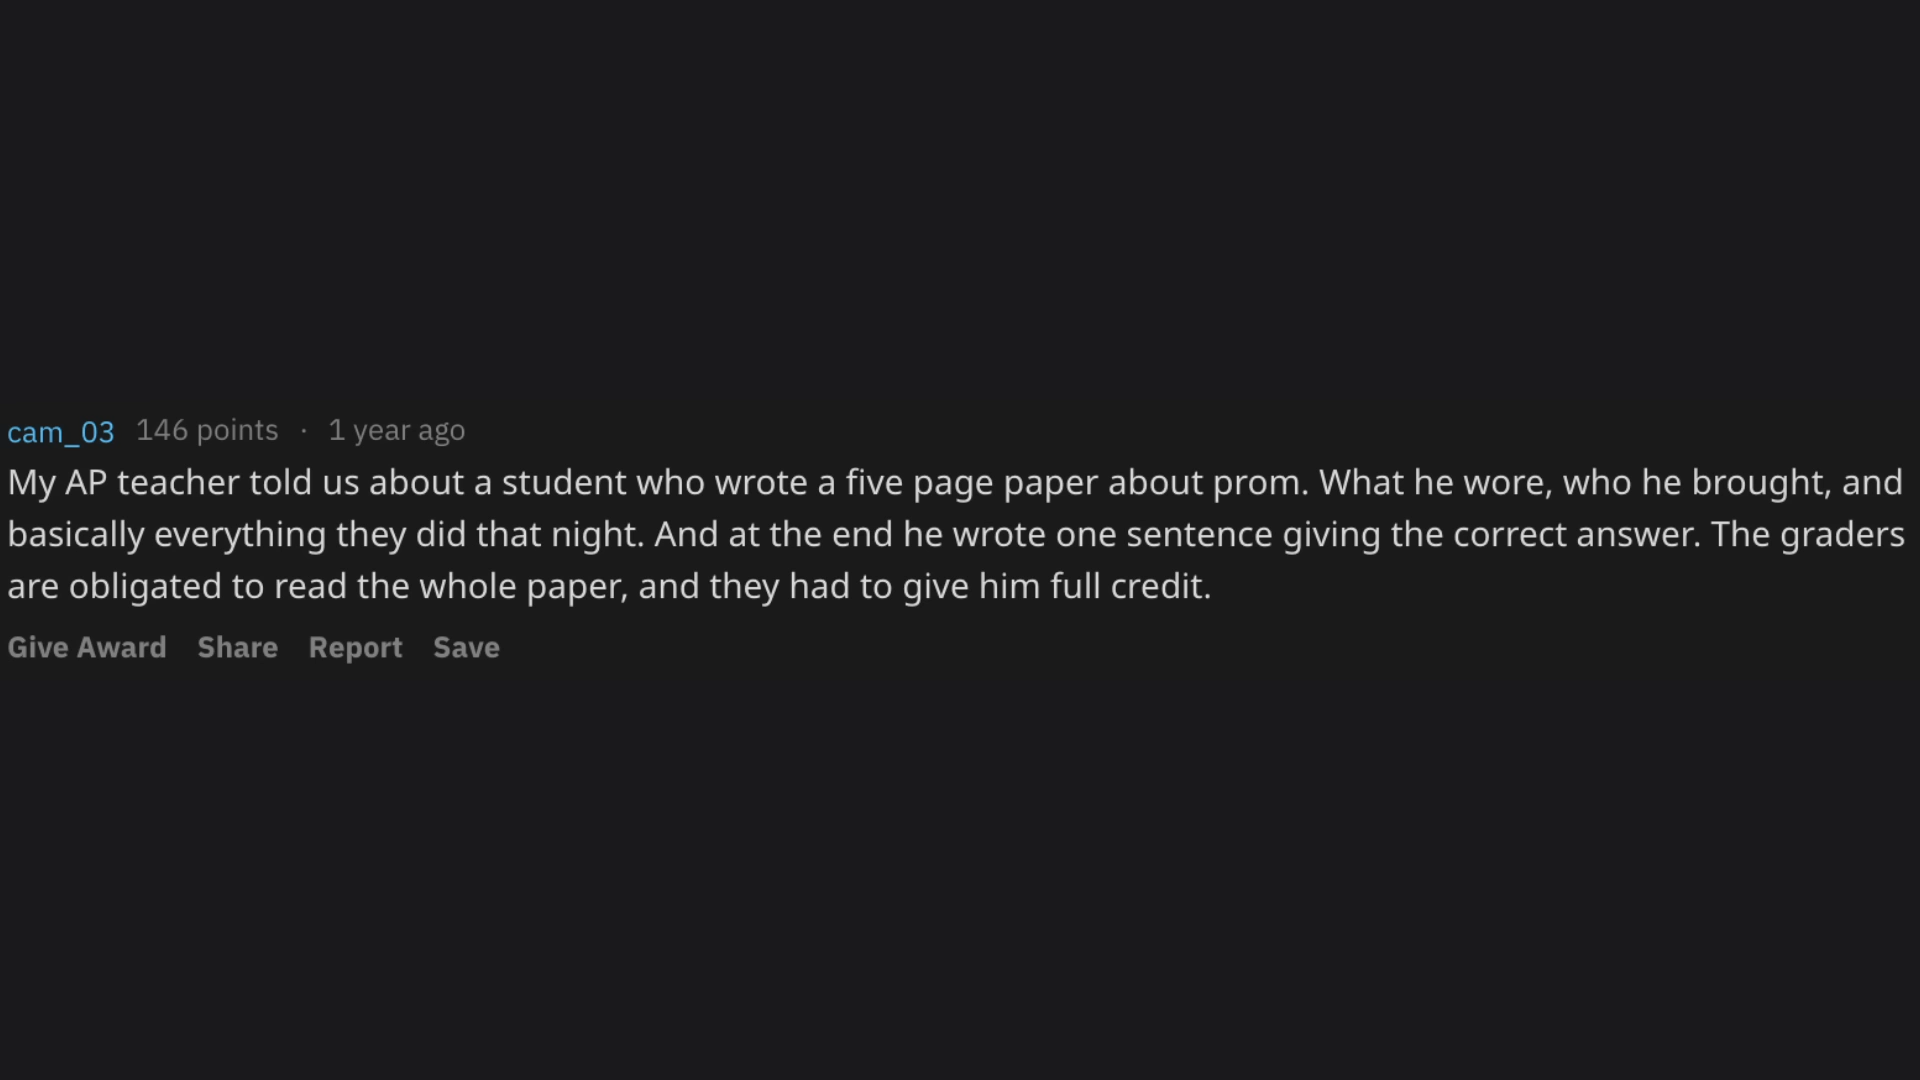 cam_03 146 points · 1 year ago
My AP teacher told us about a student who wrote a five page paper about prom. What he wore, who he brought, and
basically everything they did that night. And at the end he wrote one sentence giving the correct answer. The graders
are obligated to read the whole paper, and they had to give him full credit.
Give Award Share Report Save